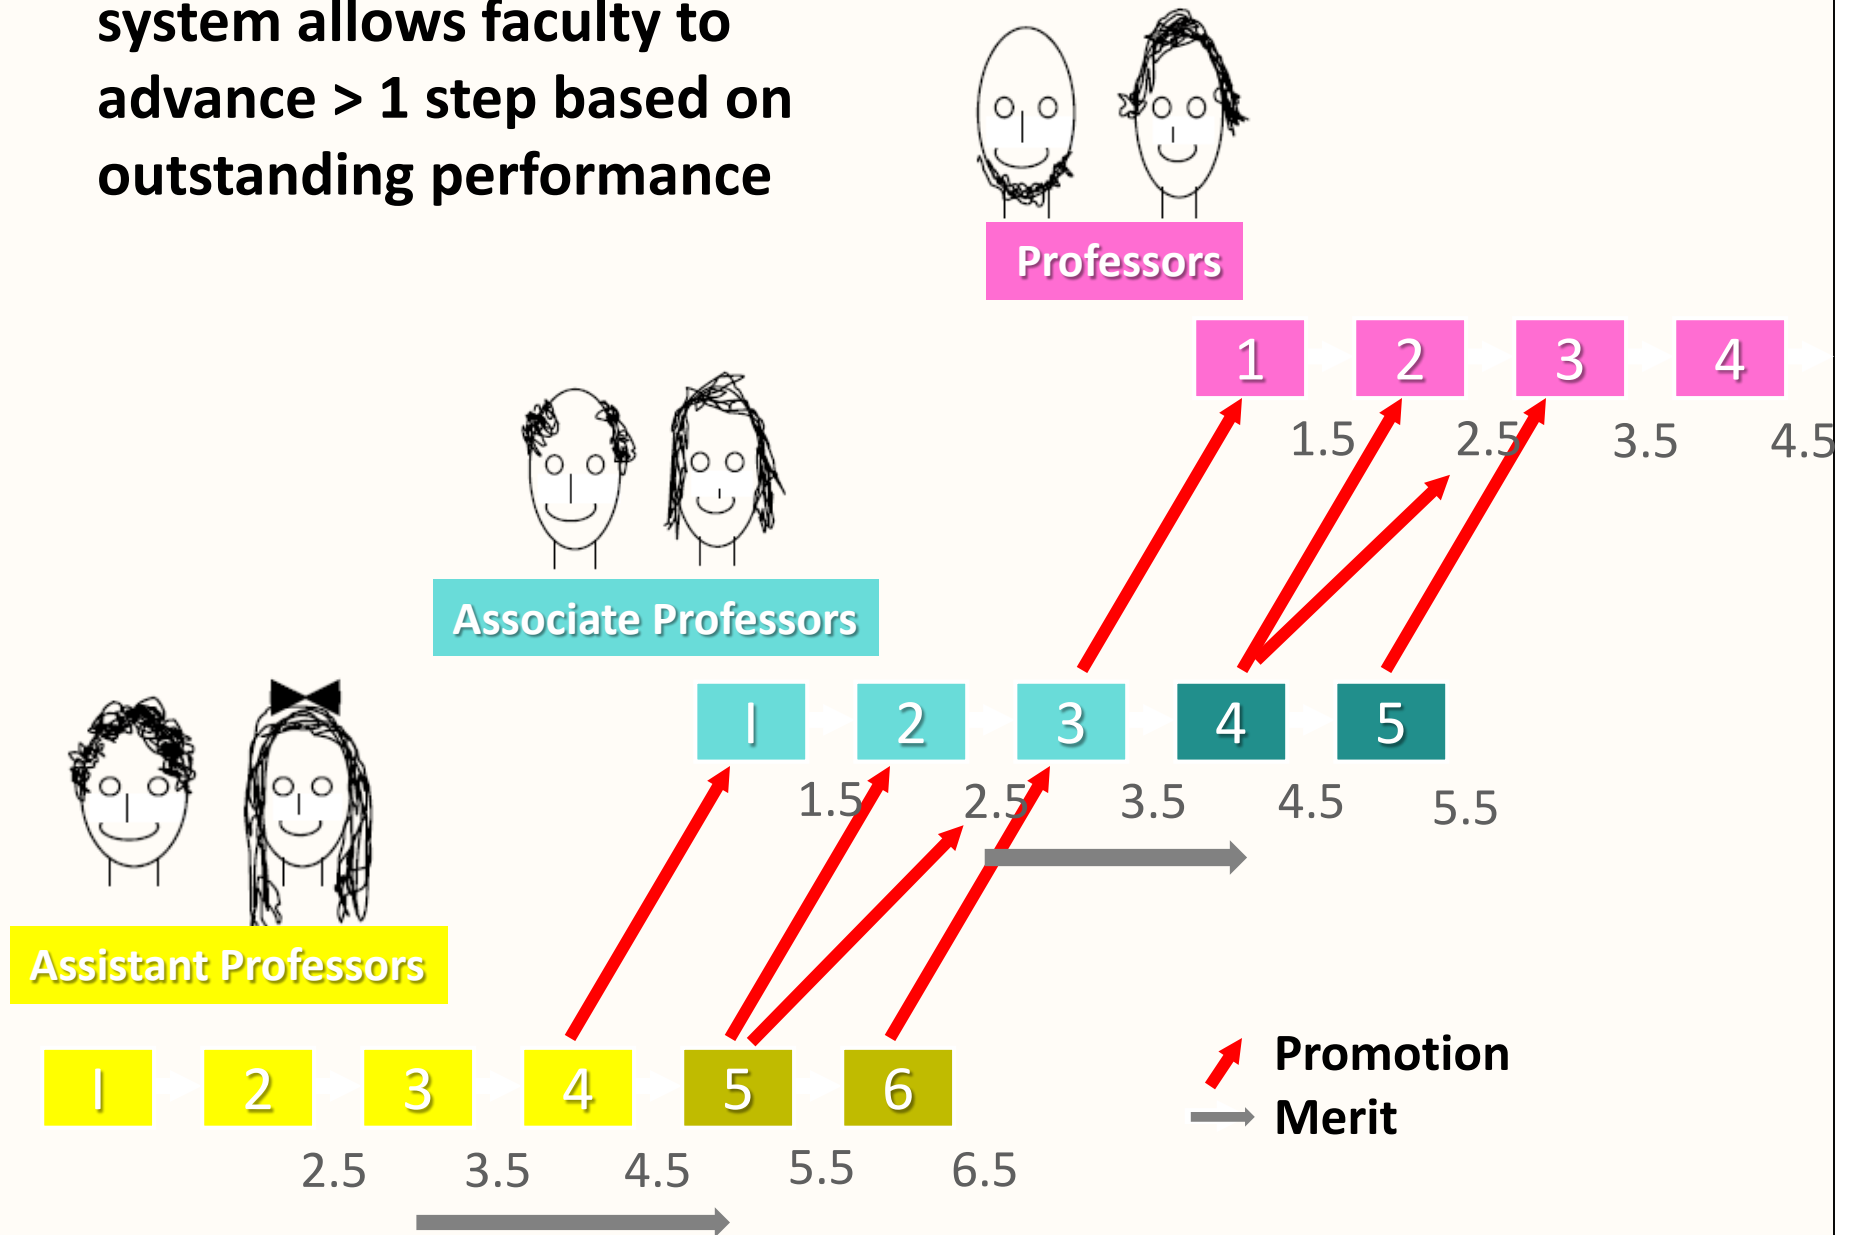 system allows faculty to
advance > 1 step based on
outstanding performance
Professors
1 2 3 4
1.5 2.5 3.5 4.5
Associate Professors
I 2 3 4 5
1.5 2.5 3.5 4.5 5.5
Assistant Professors
I 2 3 4 5 6
2.5 3.5 4.5 5.5 6.5
Promotion
Merit